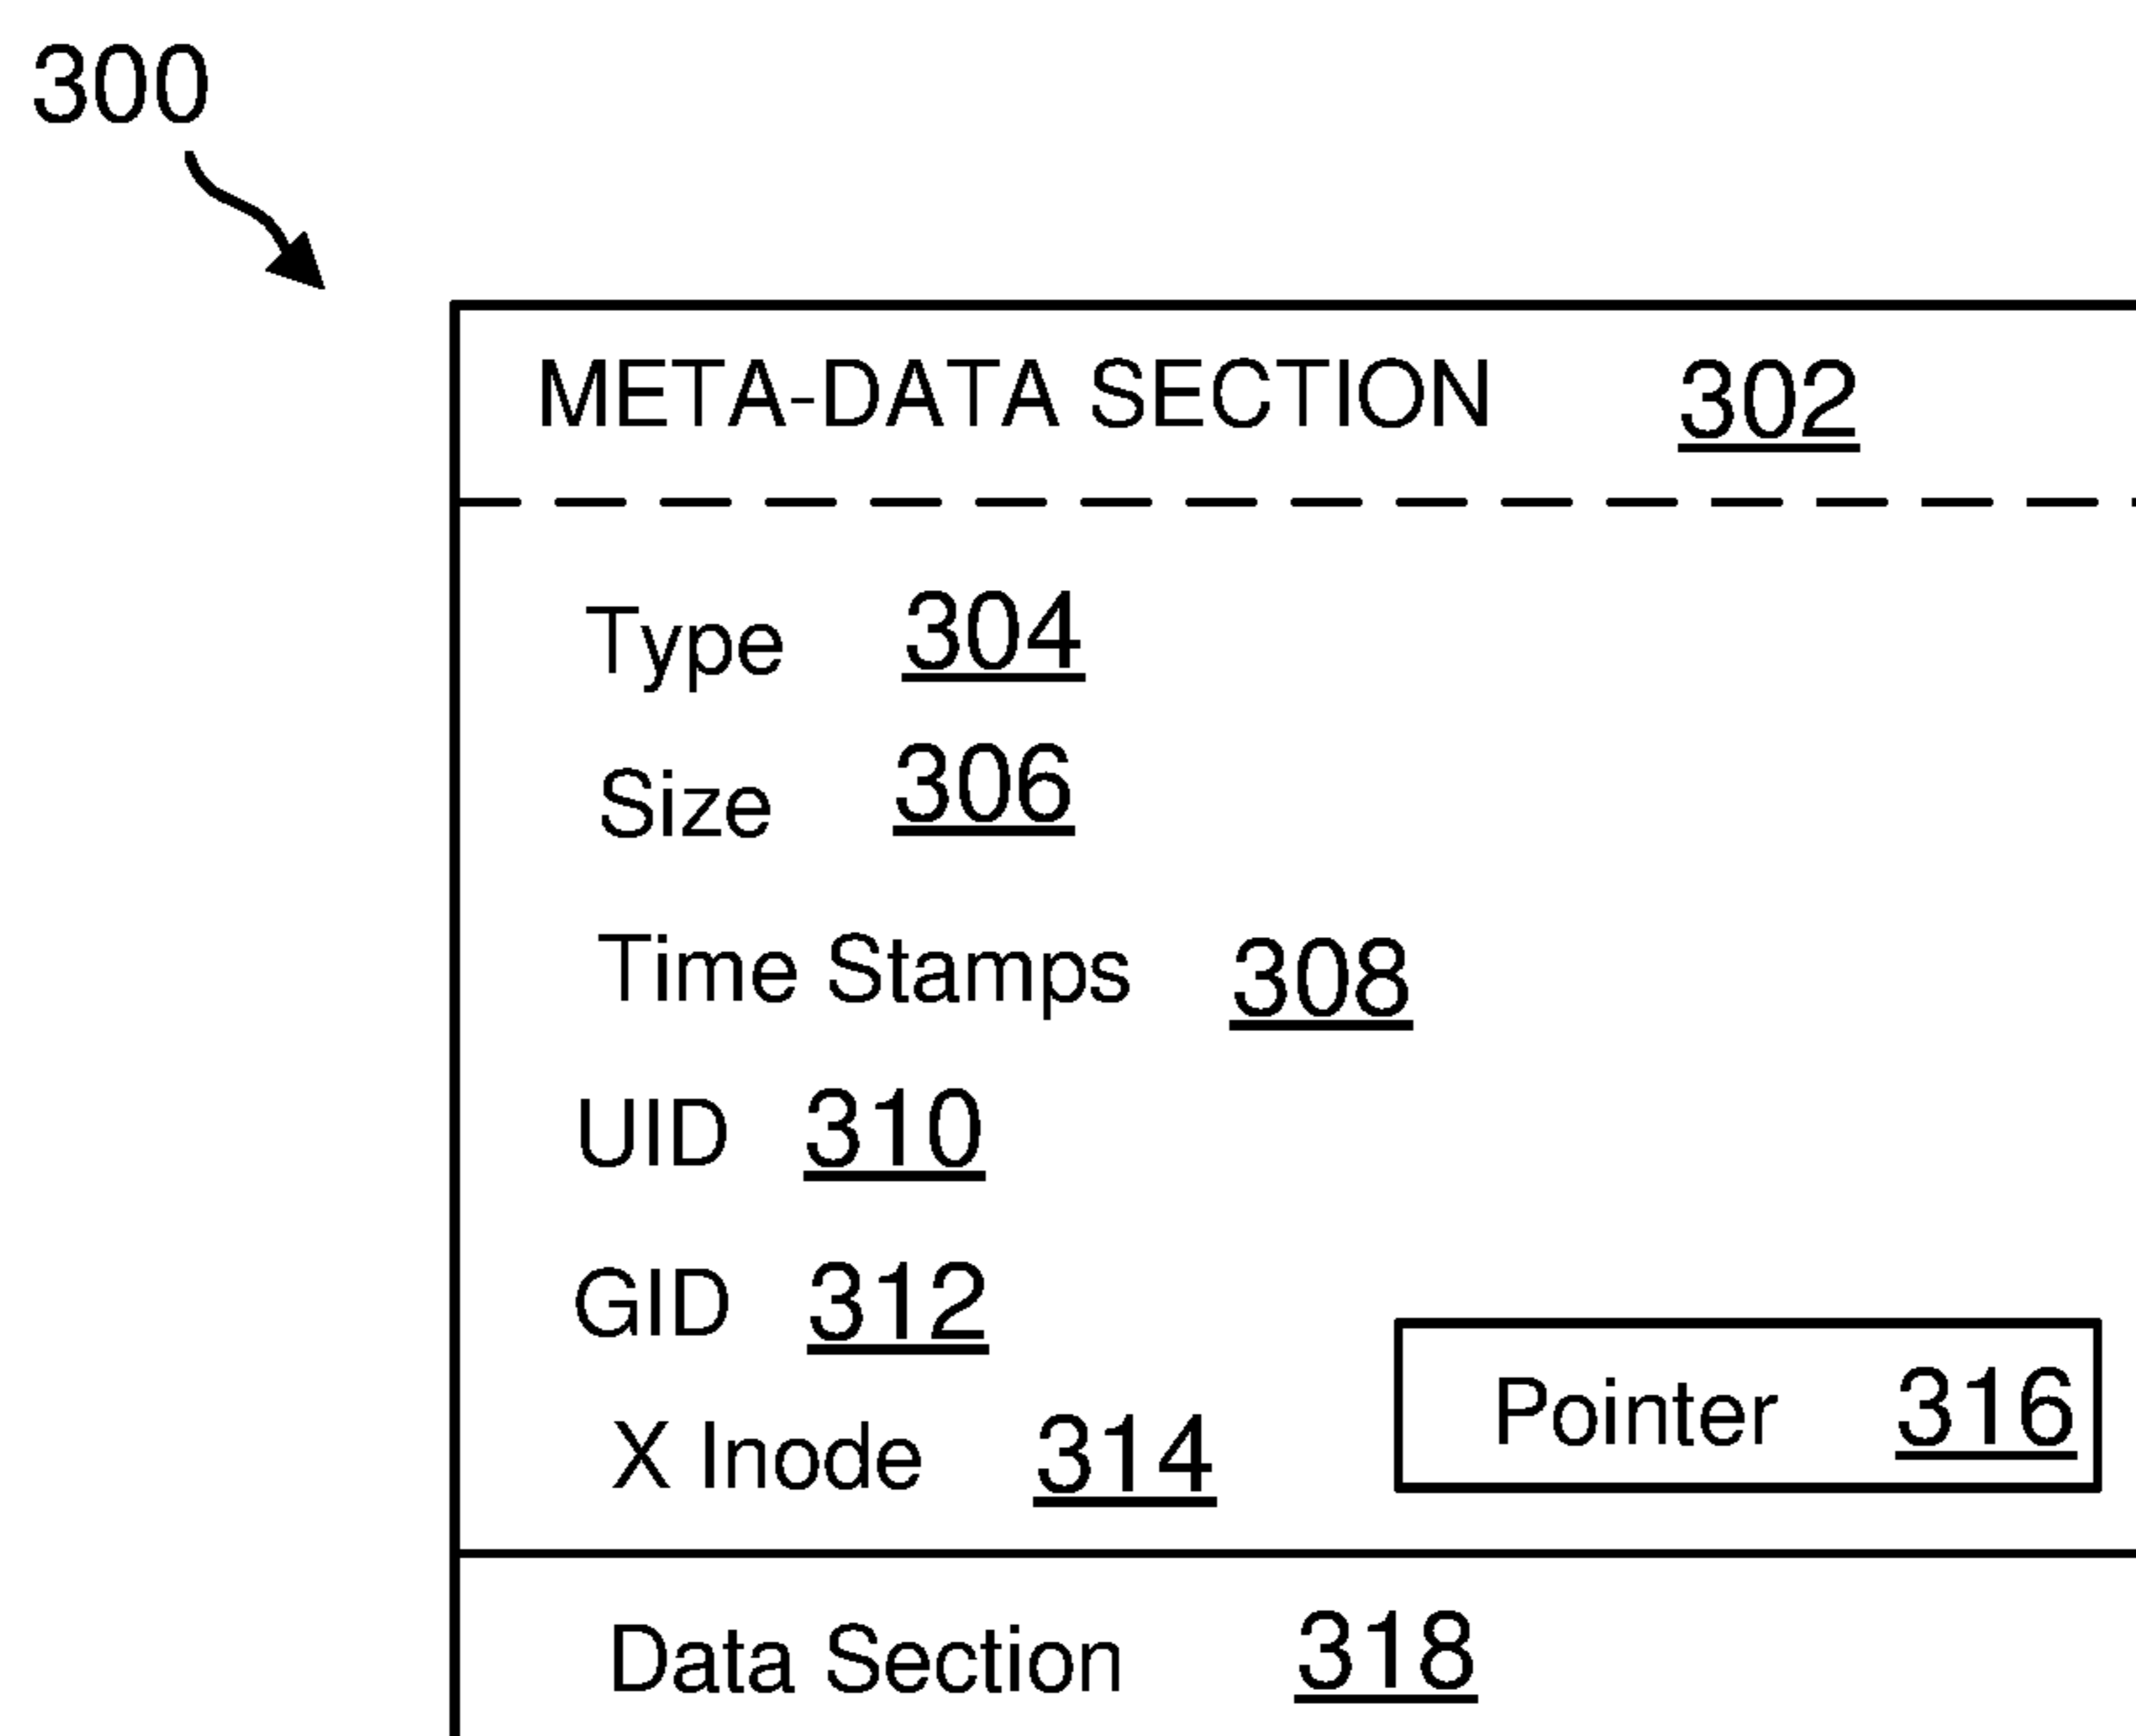 300
META-DATA SECTION 302
Type 304
Size 306
Time Stamps 308
UID 310
GID 312
X Inode 314 Pointer 316
Data Section 318